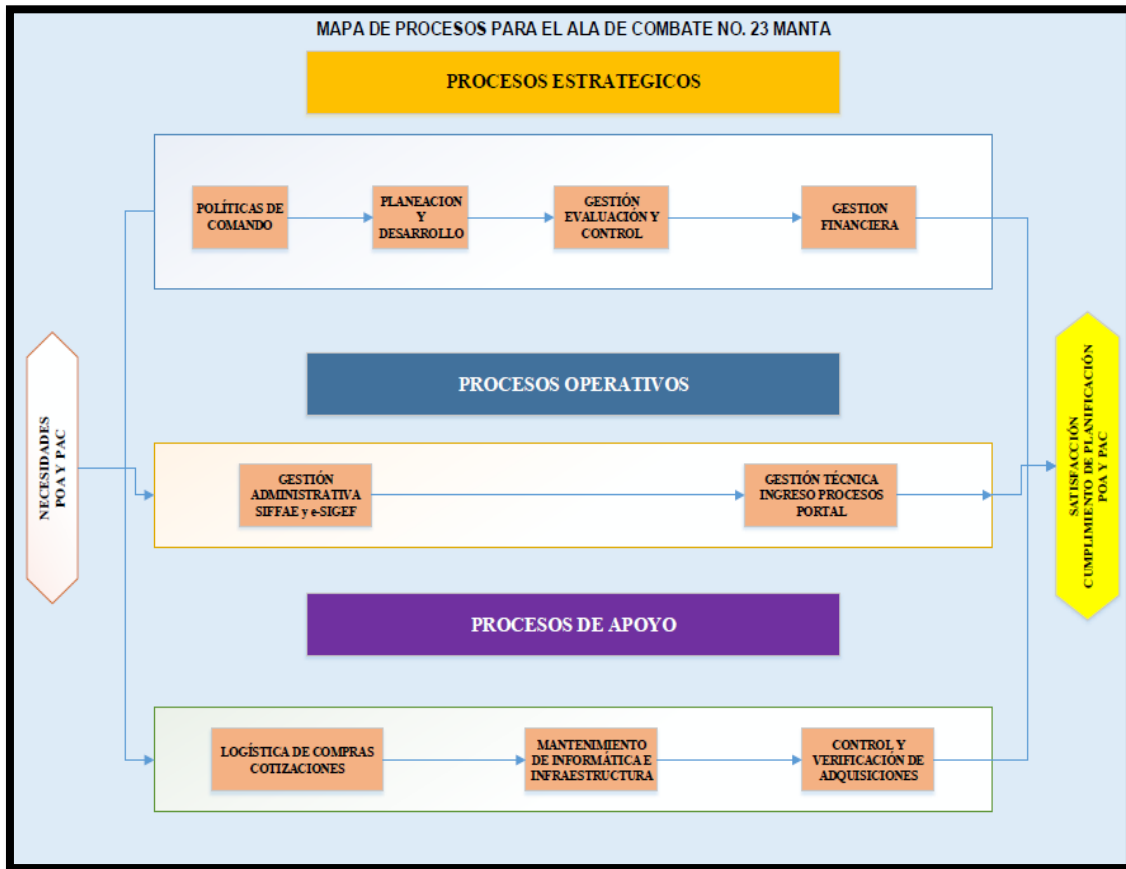 MAPA DE PROCESOS PARA EL ALA DE COMBATE NO. 23 MANTA
PROCESOS ESTRATEGICOS
POLÍTICAS DE
COMANDO
PLANEACION
Y
DESARROLLO
GESTIÓN
EVALUACIÓN Y
CONTROL
GESTION
FINANCIERA
NECESIDADES
POA Y PAC
PROCESOS OPERATIVOS
GESTIÓN
ADMINISTRATIVA
SIFFAE y e-SIGEF
GESTIÓN TÉCNICA
INGRESO PROCESOS
PORTAL
SATISFACCIÓN
CUMPLIMIENTO DE PLANIFICACIÓN
POA Y PAC
PROCESOS DE APOYO
LOGÍSTICA DE COMPRAS
COTIZACIONES
MANTENIMIENTO
DE INFORMÁTICA E
INFRAESTRUCTURA
CONTROL Y
VERIFICACIÓN DE
ADQUISICIONES